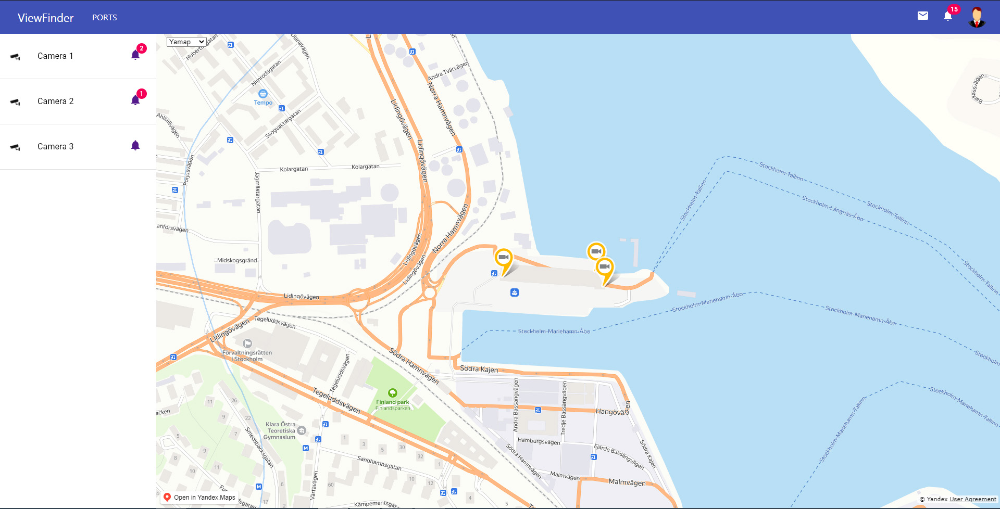 ViewFinder
PORTS
15
Camera 1
2
Camera 2
1
Camera 3
Yamap
Hubertusgatan
Dianavägen
Nimrodsgatan
Tempo
Skogvaktargatan
Ahlsellvägen
Porjusvägen
Kolargatan
Kolargatan
Jägmästargatan
Andra Tvärvägen
Norra Hamnvägen
Lidingövägen
Lidingövägen
Norra Hamnvägen
Lidingövägen
Lidingövägen
anforsvägen
Midskogsgränd
Lidingövägen
Lidingövägen
Tegeluddsvägen
Förvaltningsrätten
i Stockholm
Tegeluddsvägen
Södra Hamnvägen
Södra Kajen
Tegeluddsvägen
Finland park
Finlandsparken
Stockholm-Tallinn
Stockholm-Tallinn
Stockholm-Långnäs-Åbo
Stockholm-Tallinn
Stockholm-Tallinn
Stockholm-Mariehamn-Åbo
Stockholm-Mariehamn-Åbo
Stockholm-Mariehamn-Åbo
Stockholm-
Stockholm-Mariehamn-Åbo
Stockholm-Mariehamn-Tallinn
Barkassvägen
Andra Bassängvägen
Tredje Bassängvägen
Hangövägen
Hamburgsvägen
Fjärde Bassängvägen
Södra Kajen
Södra Hamnvägen
Malmvägen
Malmvägen
acken
11
26
9
22
7
5
9
8
11
10
Klara Östra
Teoretiska
Gymnasium
Smedsbacksgatan
M
1
3
5
30
32
1
Sandhamnsgatan
10
12
Värtavägen
60
6
4
9
M
17
2
4
Kampementsgat
Te
Open in Yandex.Maps
© Yandex User Agreement